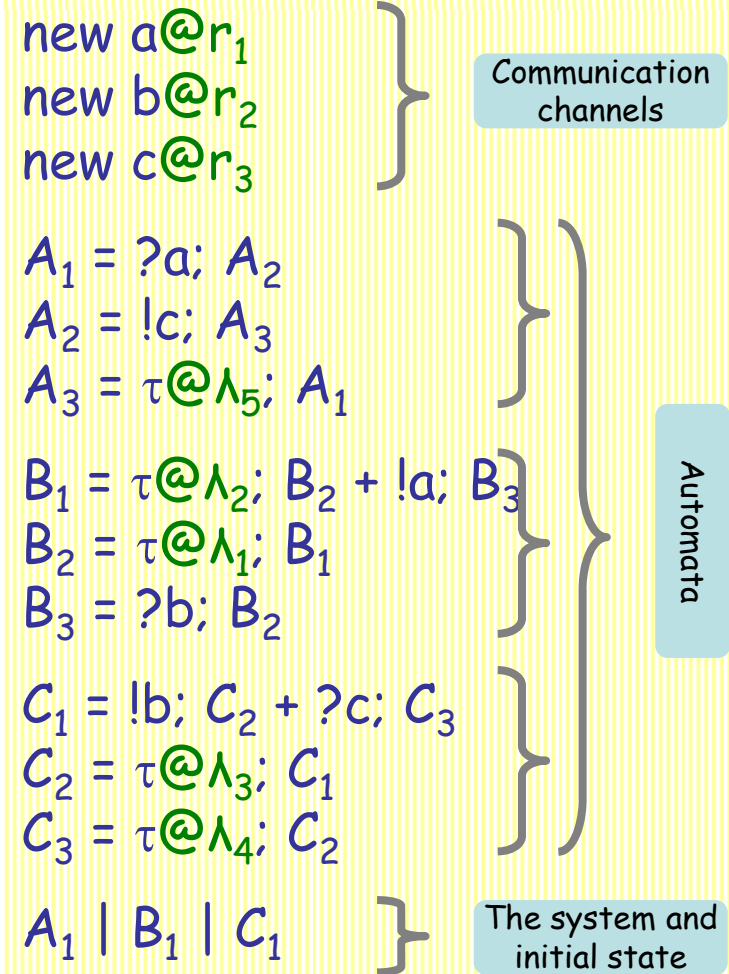 new a@r₁
new b@r₂
new c@r₃
Communication
channels
A₁ = ?a; A₂
A₂ = !c; A₃
A₃ = τ@λ₅; A₁
B₁ = τ@λ₂; B₂ + !a; B₃
B₂ = τ@λ₁; B₁
B₃ = ?b; B₂
C₁ = !b; C₂ + ?c; C₃
C₂ = τ@λ₃; C₁
C₃ = τ@λ₄; C₂
Automata
A₁ | B₁ | C₁
The system and
initial state